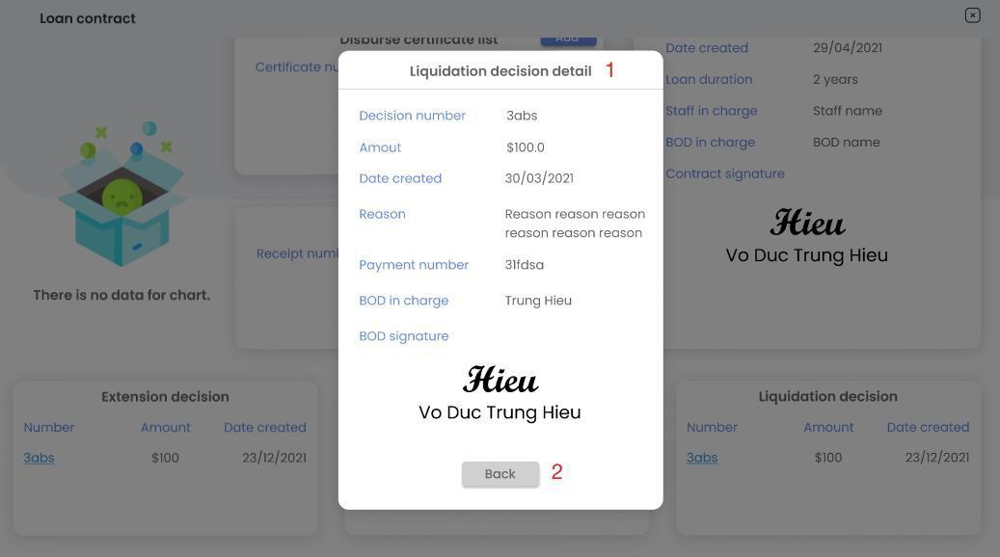 Loan contract
Disburse certificate list
Add
Certificate nu
Date created 29/04/2021
Loan duration 2 years
Staff in charge Staff name
BOD in charge BOD name
Contract signature
Hieu
Vo Duc Trung Hieu
Liquidation decision detail 1
Decision number 3abs
Amout $100.0
Date created 30/03/2021
Reason Reason reason reason
reason reason reason
Payment number 31fdsa
BOD in charge Trung Hieu
BOD signature
Hieu
Vo Duc Trung Hieu
Back 2
There is no data for chart.
Receipt numl
Extension decision
Number Amount Date created
3abs $100 23/12/2021
Liquidation decision
Number Amount Date created
3abs $100 23/12/2021